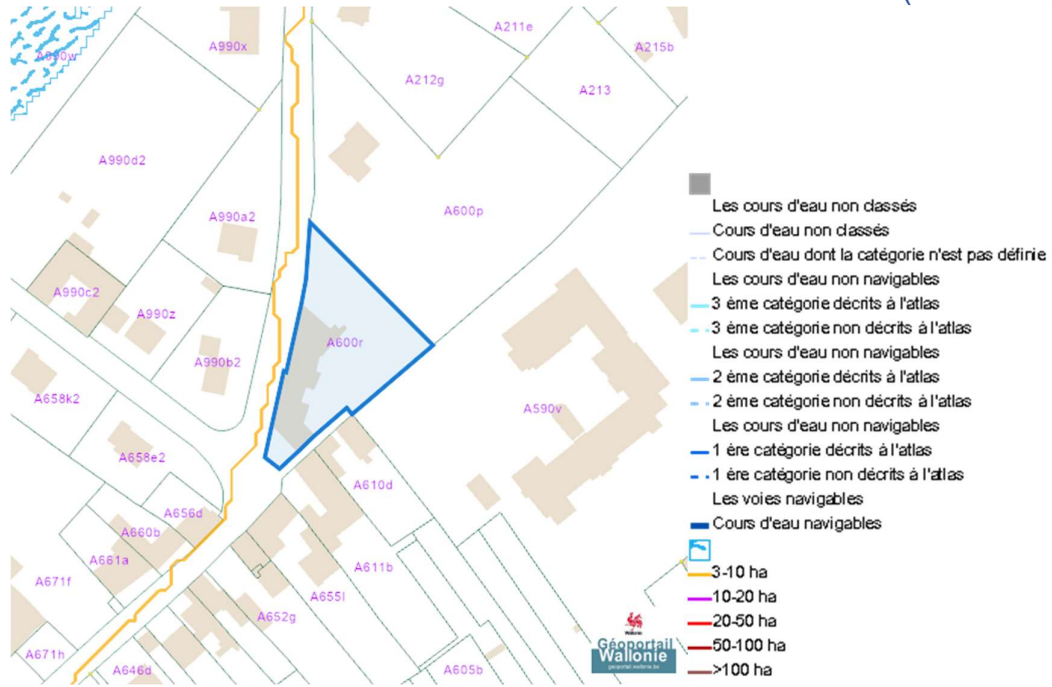 A211e
A990x
A215b
A990w
A212g
A213
A990d2
A990a2
A600p
A990c2
A990z
A600r
A990b2
A658k2
A590v
A658e2
A610d
A656d
A660b
A661a
A611b
A671f
A655l
A652g
A671h
A646d
A605b
Les cours d'eau non classés
Cours d'eau non classés
Cours d'eau dont la catégorie n'est pas définie
Les cours d'eau non navigables
3 ème catégorie décrits à l'atlas
3 ème catégorie non décrits à l'atlas
Les cours d'eau non navigables
2 ème catégorie décrits à l'atlas
2 ème catégorie non décrits à l'atlas
Les cours d'eau non navigables
1 ère catégorie décrits à l'atlas
1 ère catégorie non décrits à l'atlas
Les voies navigables
Cours d'eau navigables
3-10 ha
10-20 ha
20-50 ha
50-100 ha
>100 ha
Wallonie
Géoportail
Wallonie
geoportail.wallonie.be